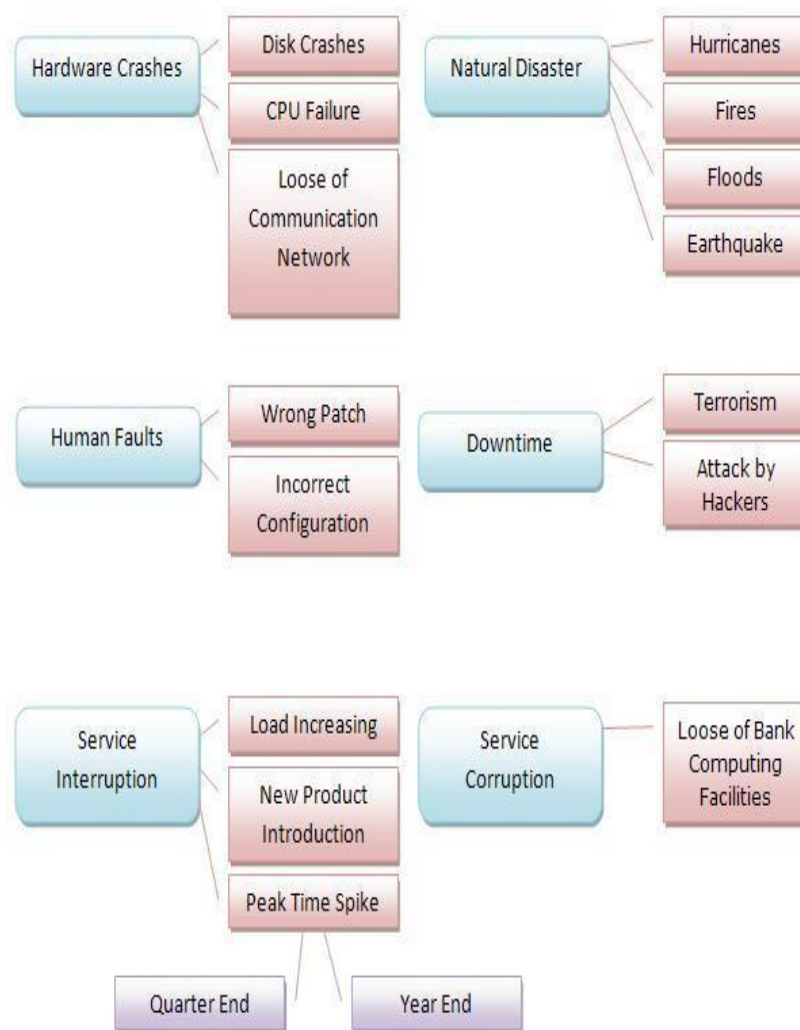 Hardware Crashes
Disk Crashes
CPU Failure
Loose of
Communication
Network
Natural Disaster
Hurricanes
Fires
Floods
Earthquake
Human Faults
Wrong Patch
Incorrect
Configuration
Downtime
Terrorism
Attack by
Hackers
Service
Interruption
Load Increasing
New Product
Introduction
Peak Time Spike
Quarter End
Year End
Service
Corruption
Loose of Bank
Computing
Facilities